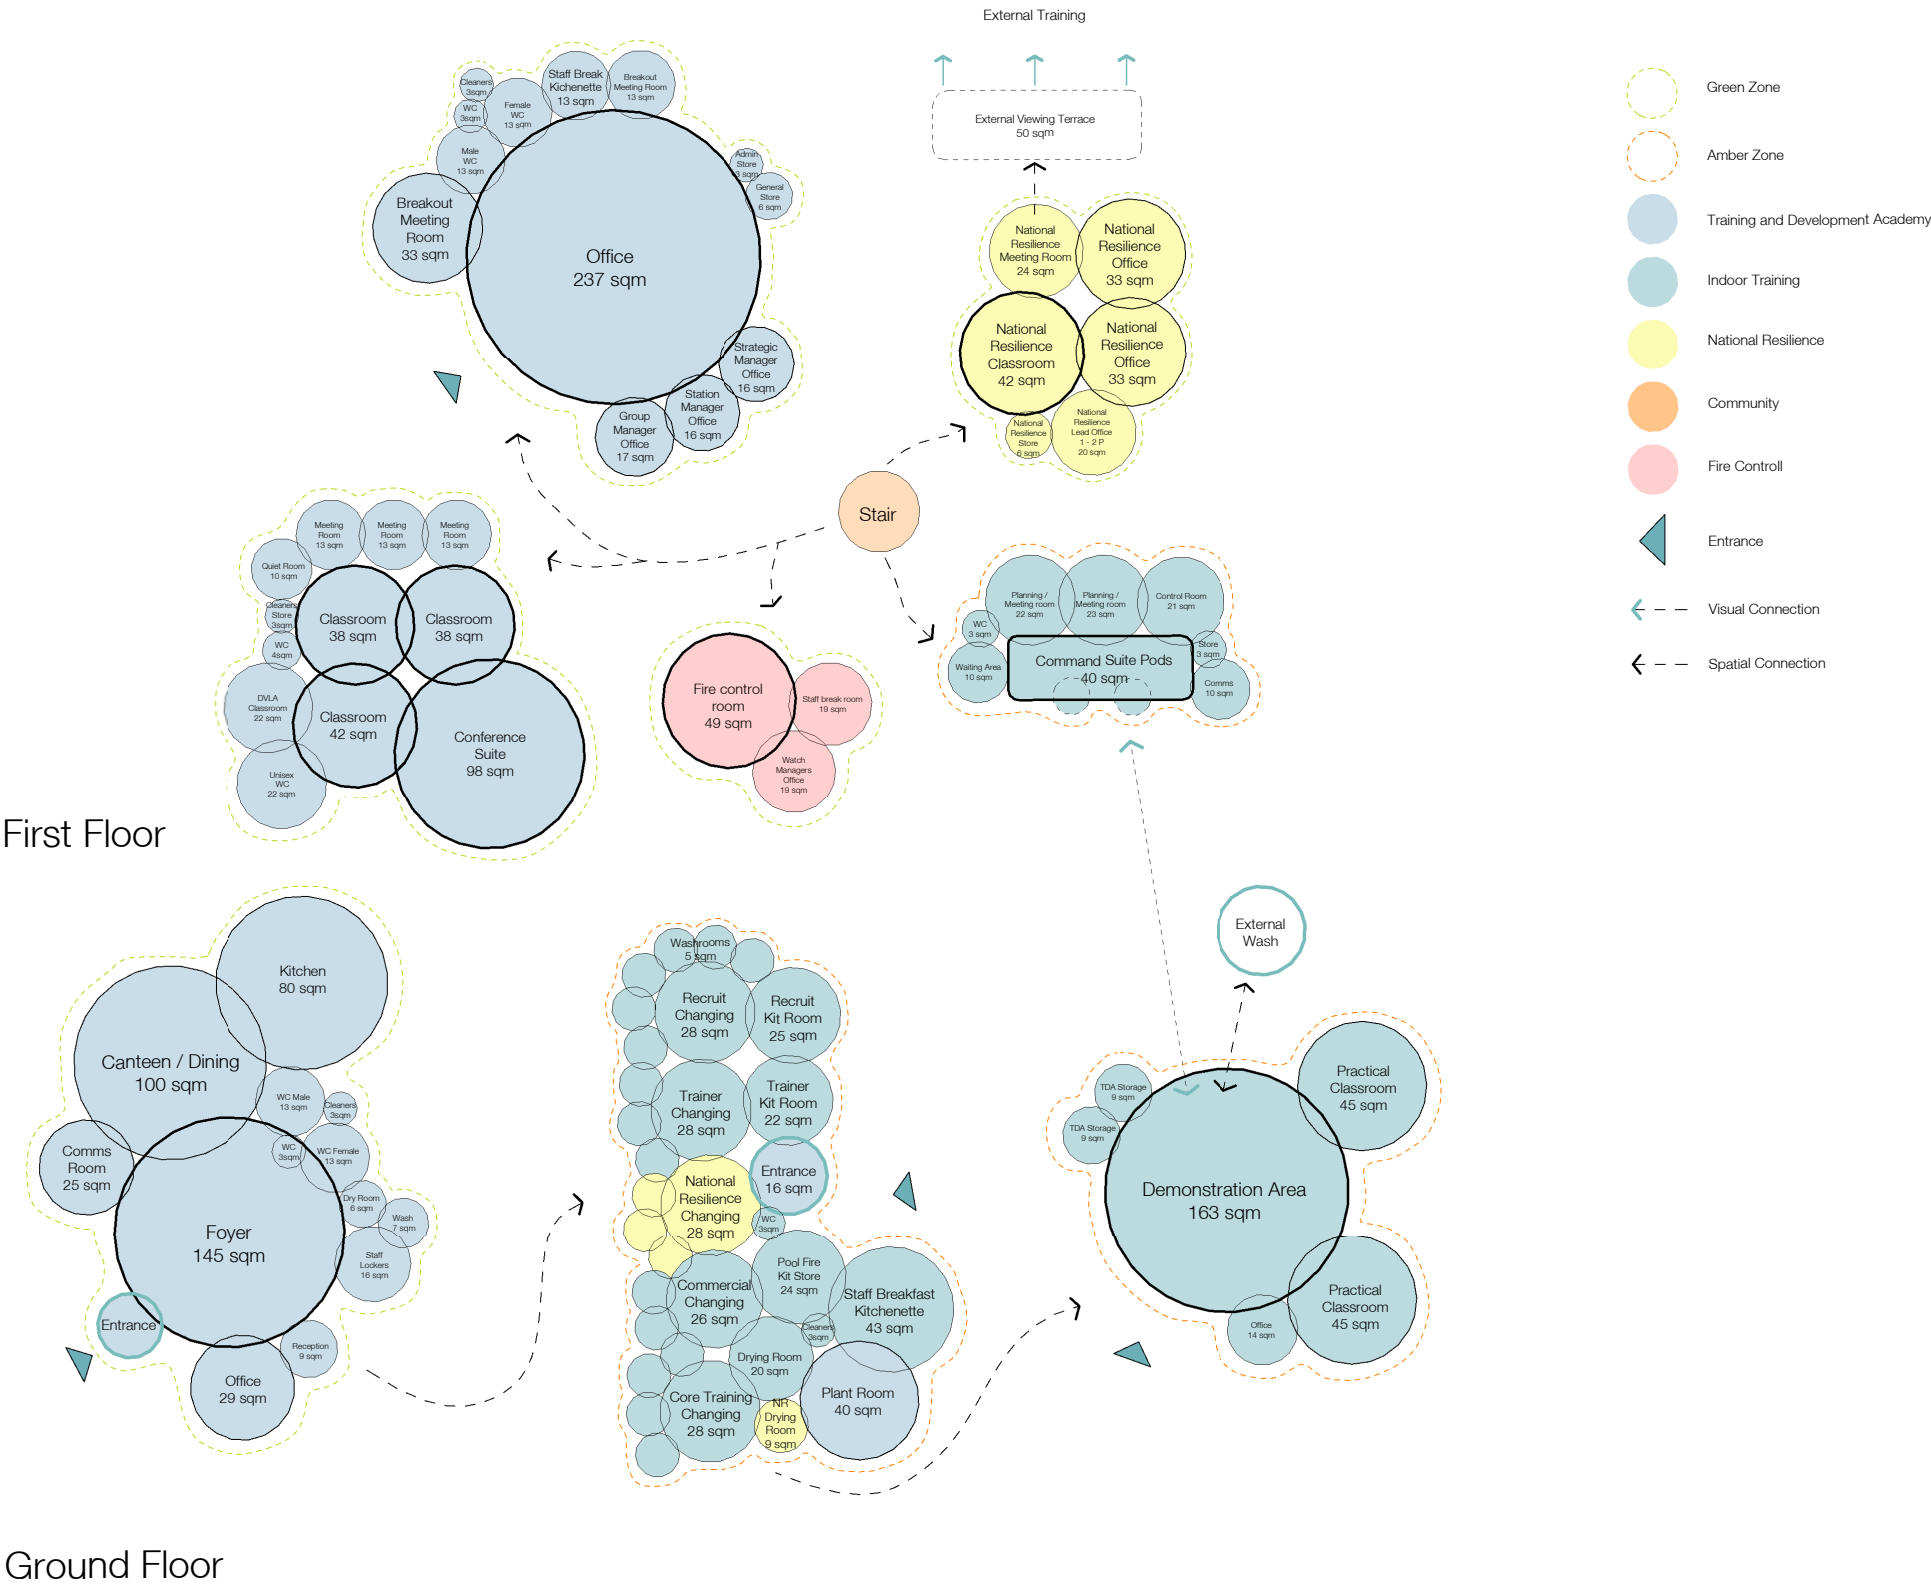 External Training
External Viewing Terrace
50 sqm
Cleaners
3sqm
WC
3sqm
Female
WC
13 sqm
Staff Break
Kichenette
13 sqm
Breakout
Meeting Room
13 sqm
Male
WC
13 sqm
Admin
Store
3 sqm
General
Store
6 sqm
Breakout
Meeting
Room
33 sqm
Office
237 sqm
Strategic
Manager
Office
16 sqm
Station
Manager
Office
16 sqm
Group
Manager
Office
17 sqm
National
Resilience
Meeting Room
24 sqm
National
Resilience
Office
33 sqm
National
Resilience
Classroom
42 sqm
National
Resilience
Office
33 sqm
National
Resilience
Store
6 sqm
National
Resilience
Lead Office
1 - 2 P
20 sqm
Stair
Meeting
Room
13 sqm
Meeting
Room
13 sqm
Meeting
Room
13 sqm
Quiet Room
10 sqm
Cleaners
Store
3sqm
WC
4sqm
Classroom
38 sqm
Classroom
38 sqm
DVLA
Classroom
22 sqm
Classroom
42 sqm
Conference
Suite
98 sqm
Unisex
WC
22 sqm
Fire control
room
49 sqm
Staff break room
19 sqm
Watch
Managers
Office
19 sqm
Planning /
Meeting room
22 sqm
Planning /
Meeting room
23 sqm
Control Room
21 sqm
WC
3 sqm
Waiting Area
10 sqm
Command Suite Pods
40 sqm
Store
3 sqm
Comms
10 sqm
First Floor
Green Zone
Amber Zone
Training and Development Academy
Indoor Training
National Resilience
Community
Fire Controll
Entrance
Visual Connection
Spatial Connection
Kitchen
80 sqm
Canteen / Dining
100 sqm
WC Male
13 sqm
Cleaners
3sqm
WC
3sqm
WC Female
13 sqm
Comms
Room
25 sqm
Dry Room
6 sqm
Wash
7 sqm
Foyer
145 sqm
Staff
Lockers
16 sqm
Entrance
Reception
9 sqm
Office
29 sqm
Washrooms
5 sqm
Recruit
Changing
28 sqm
Recruit
Kit Room
25 sqm
Trainer
Changing
28 sqm
Trainer
Kit Room
22 sqm
National
Resilience
Changing
28 sqm
Entrance
16 sqm
WC
3sqm
Commercial
Changing
26 sqm
Pool Fire
Kit Store
24 sqm
Staff Breakfast
Kitchenette
43 sqm
Cleaners
3sqm
Drying Room
20 sqm
Core Training
Changing
28 sqm
NR
Drying
Room
9 sqm
Plant Room
40 sqm
External
Wash
TDA Storage
9 sqm
TDA Storage
9 sqm
Practical
Classroom
45 sqm
Demonstration Area
163 sqm
Practical
Classroom
45 sqm
Office
14 sqm
Ground Floor